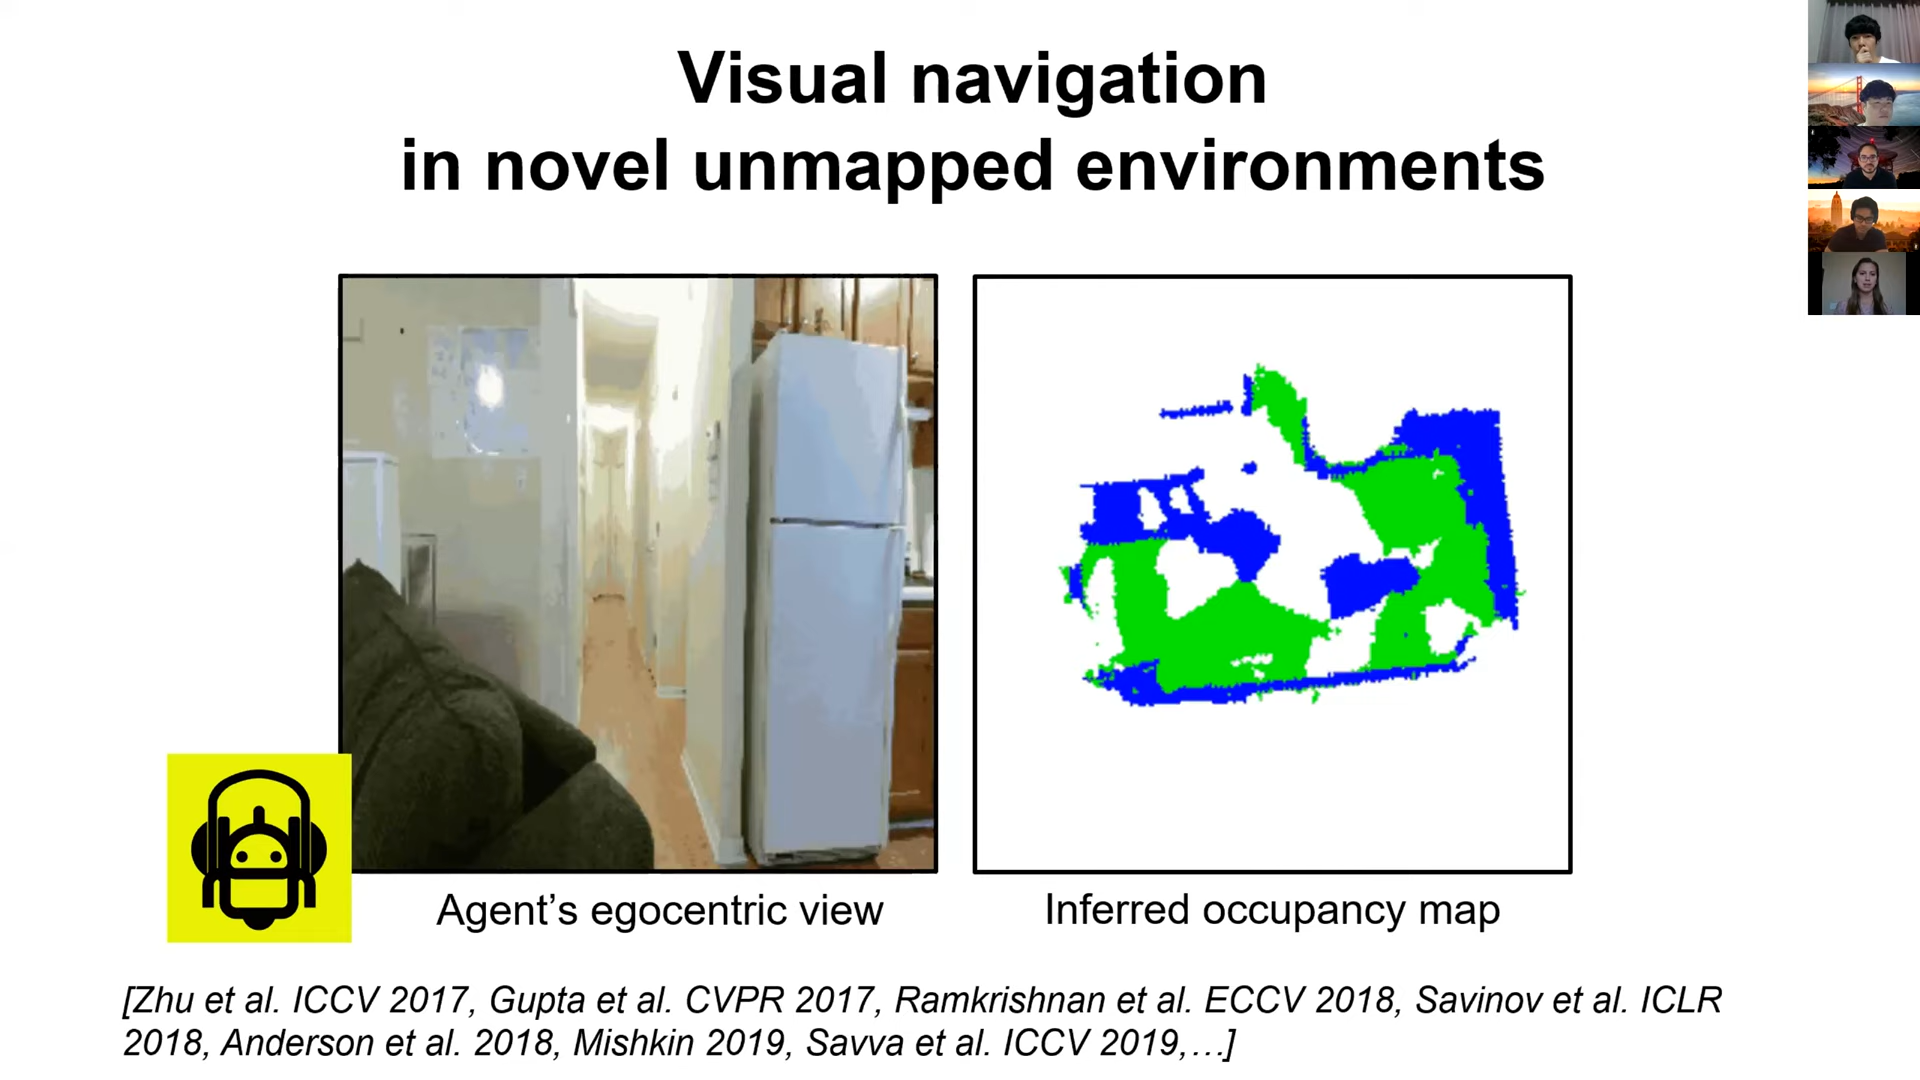 Visual navigation
in novel unmapped environments
Agent’s egocentric view
Inferred occupancy map
[Zhu et al. ICCV 2017, Gupta et al. CVPR 2017, Ramkrishnan et al. ECCV 2018, Savinov et al. ICLR
2018, Anderson et al. 2018, Mishkin 2019, Savva et al. ICCV 2019,…]